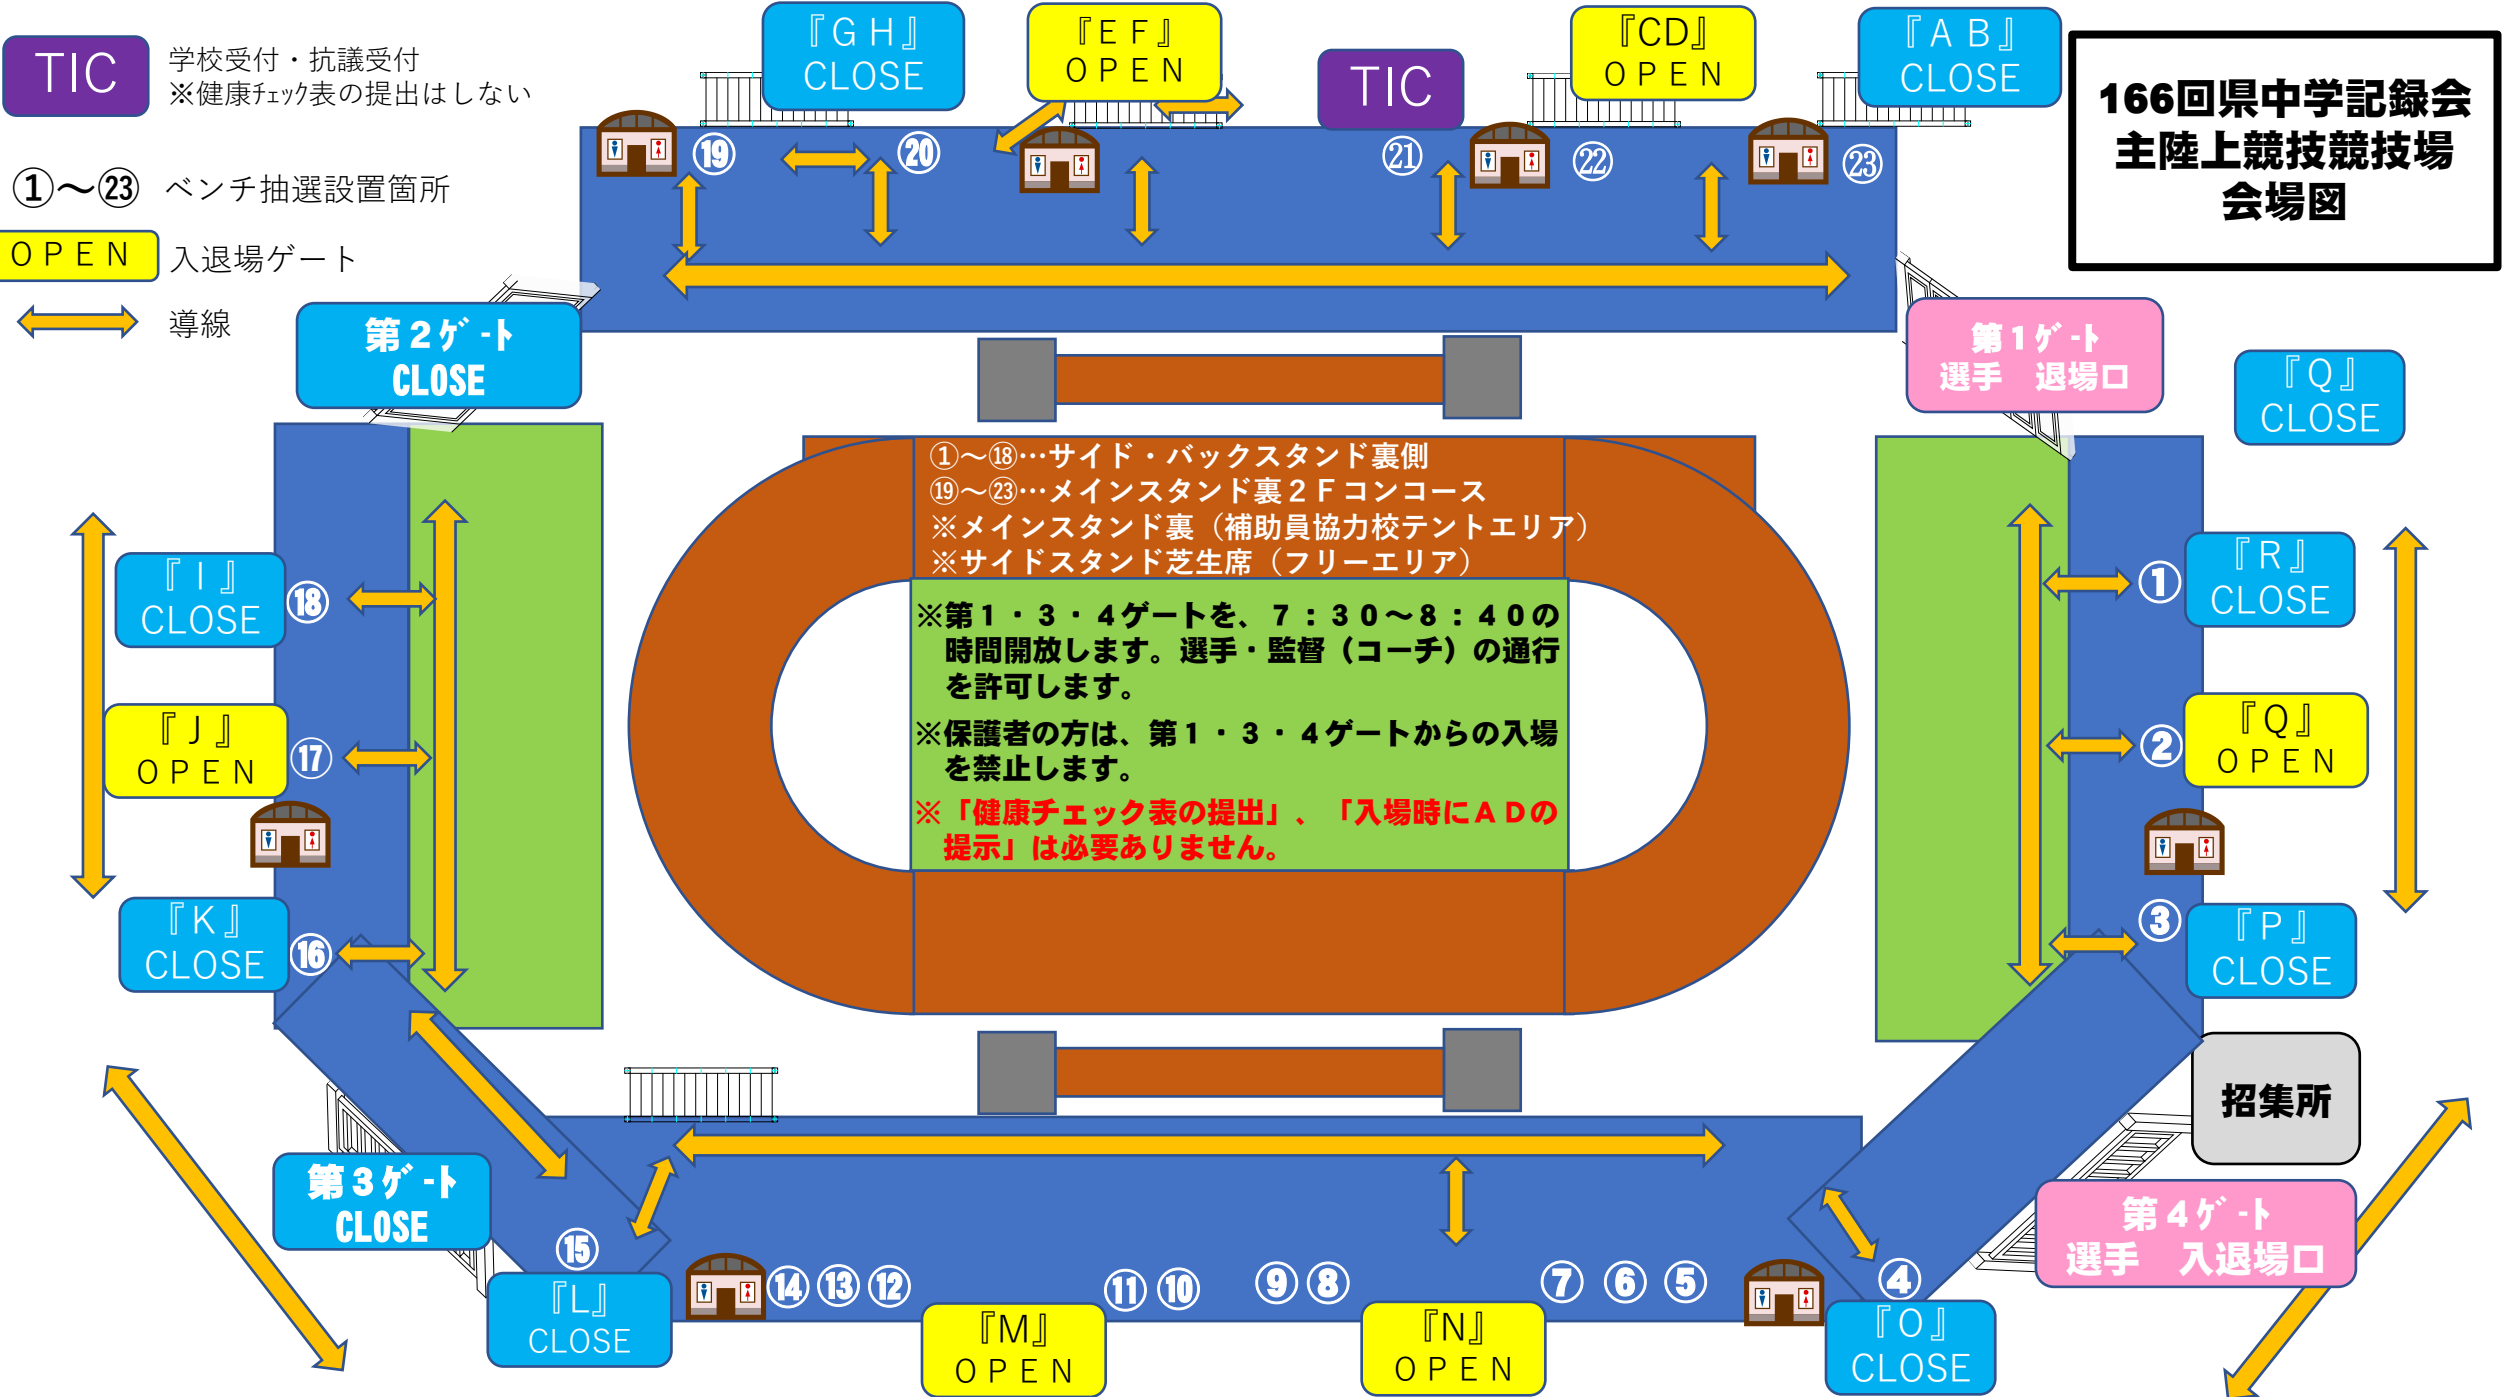 166回県中学記録会
主陸上競技競技場
会場図
TIC
学校受付・抗議受付
※健康ﾁｪｯｸ表の提出はしない
①～㉓
ベンチ抽選設置箇所
ＯＰＥＮ
入退場ゲート
導線
『ＧＨ』
CLOSE
『ＥＦ』
ＯＰＥＮ
TIC
『CD』
ＯＰＥＮ
『ＡＢ』
CLOSE
⑲
⑳
㉑
㉒
㉓
第２ｹﾞｰﾄ
CLOSE
第１ｹﾞｰﾄ
選手　退場口
『Ｑ』
CLOSE
①～⑱…サイド・バックスタンド裏側
⑲～㉓…メインスタンド裏２Ｆコンコース
※メインスタンド裏（補助員協力校テントエリア）
※サイドスタンド芝生席（フリーエリア）
※第１・３・４ゲートを、７：３０～８：４０の
時間開放します。選手・監督（コーチ）の通行
を許可します。
※保護者の方は、第１・３・４ゲートからの入場
を禁止します。
※「健康チェック表の提出」、「入場時にＡＤの
提示」は必要ありません。
『Ｉ』
CLOSE
⑱
『Ｊ』
ＯＰＥＮ
⑰
『Ｋ』
CLOSE
⑯
①
『Ｒ』
CLOSE
②
『Ｑ』
ＯＰＥＮ
③
『Ｐ』
CLOSE
招集所
第３ｹﾞｰﾄ
CLOSE
第４ｹﾞｰﾄ
選手　入退場口
⑮
『L』
CLOSE
⑭
⑬
⑫
⑪
⑩
⑨
⑧
⑦
⑥
⑤
④
『M』
ＯＰＥＮ
『N』
ＯＰＥＮ
『Ｏ』
CLOSE